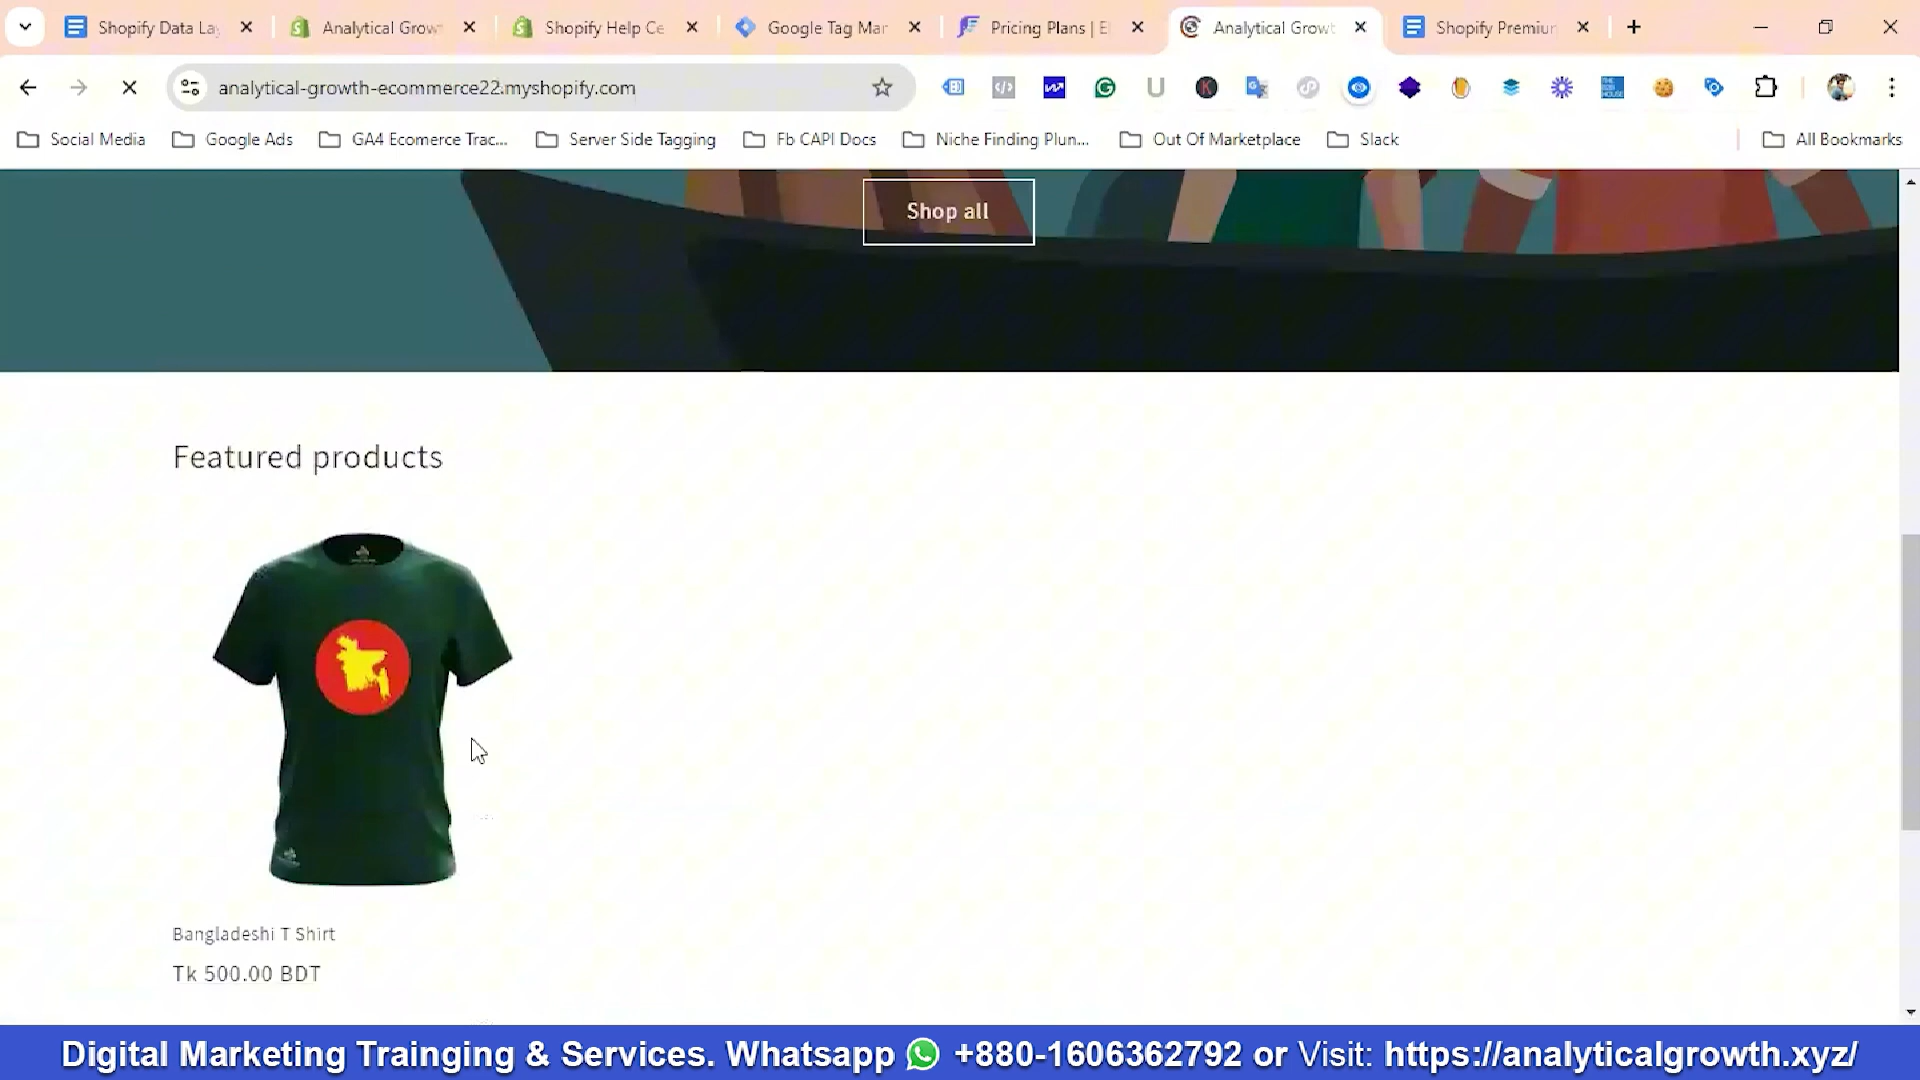 Shopify Data La
Analytical Grow
Shopify Help Ce
Google Tag Mar
Pricing Plans | El
Analytical Growt
Shopify Premiun
analytical-growth-ecommerce22.myshopify.com
Social Media
Google Ads
GA4 Ecomerce Trac...
Server Side Tagging
Fb CAPI Docs
Niche Finding Plun...
Out Of Marketplace
Slack
All Bookmarks
Shop all
Featured products
Bangladeshi T Shirt
Tk 500.00 BDT
Digital Marketing Trainging & Services. Whatsapp +880-1606362792 or Visit: https://analyticalgrowth.xyz/